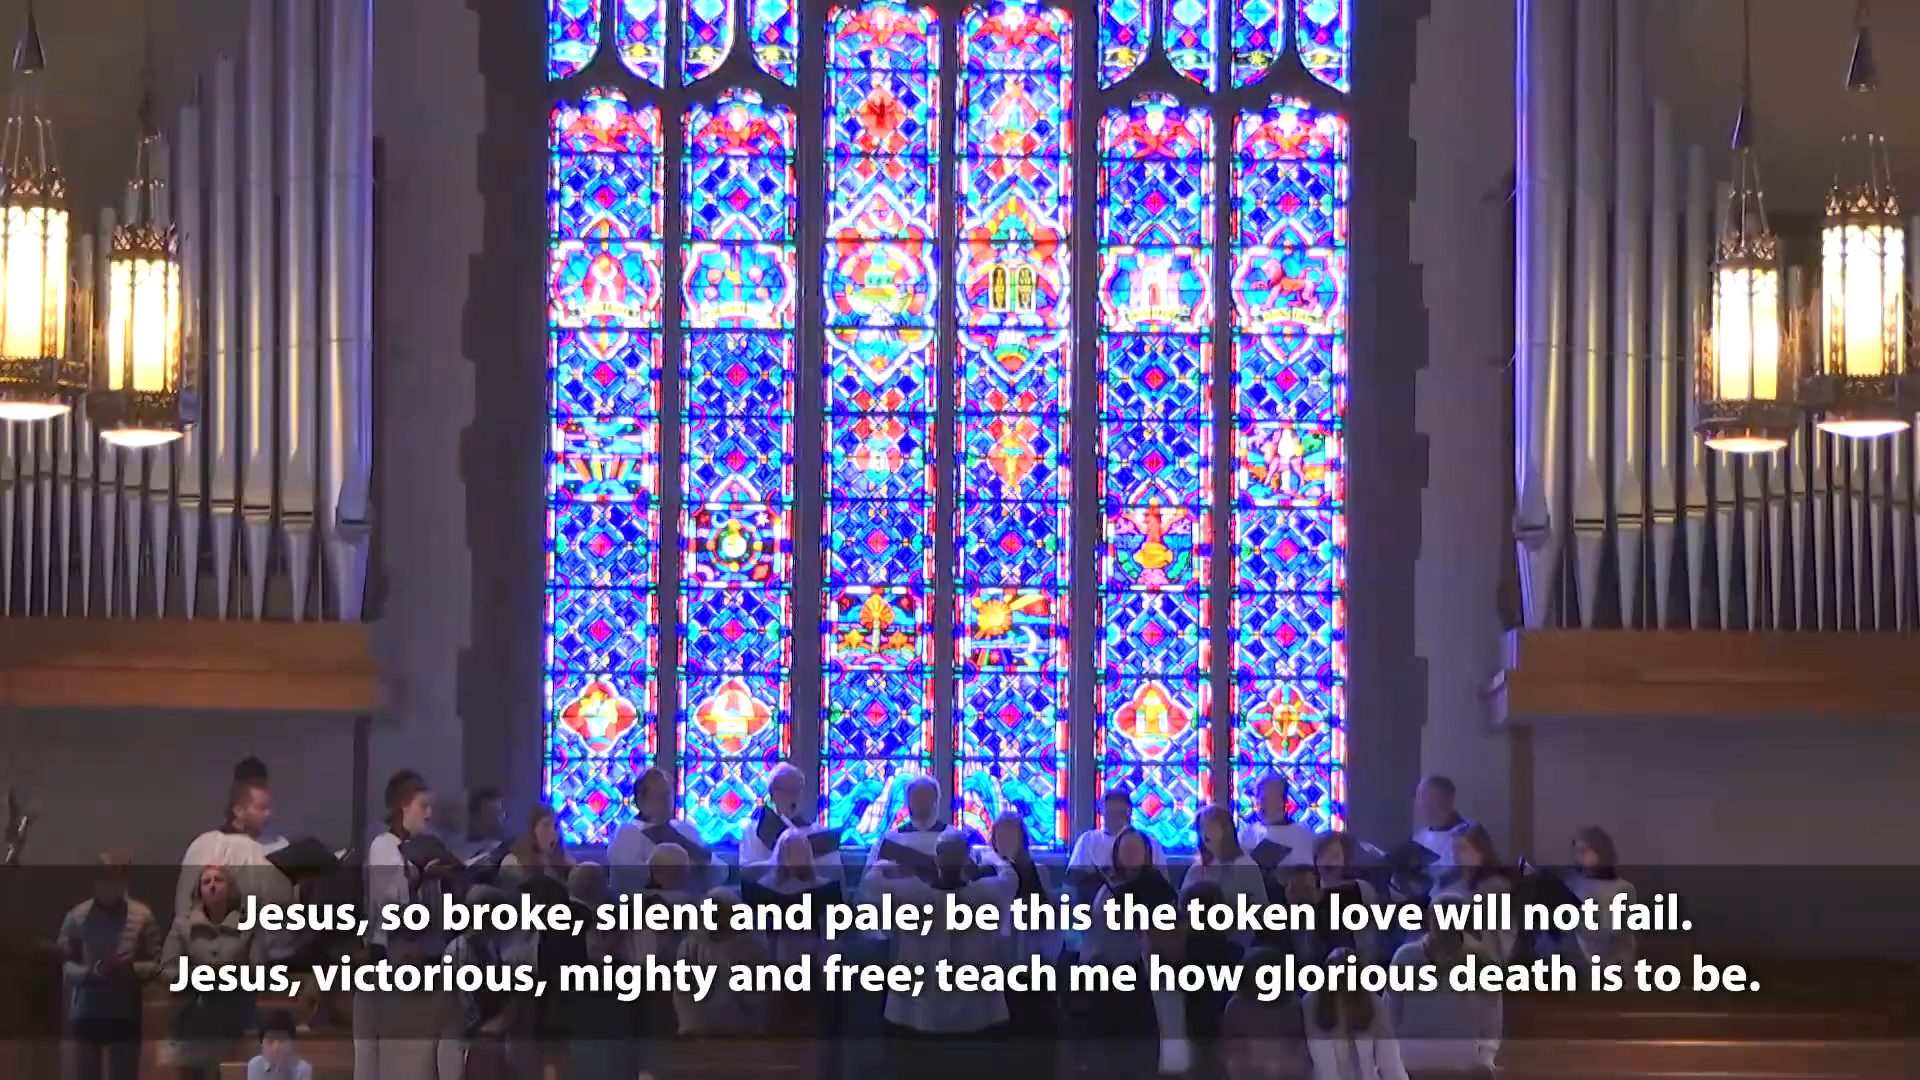 Jesus, so broke, silent and pale; be this the token love will not fail.
Jesus, victorious, mighty and free; teach me how glorious death is to be.